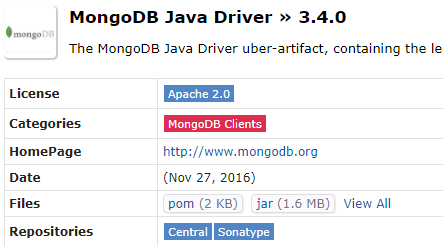 mongoDB
MongoDB Java Driver » 3.4.0
The MongoDB Java Driver uber-artifact, containing the le
License Apache 2.0
Categories MongoDB Clients
HomePage http://www.mongodb.org
Date (Nov 27, 2016)
Files pom (2 KB) jar (1.6 MB) View All
Repositories Central Sonatype